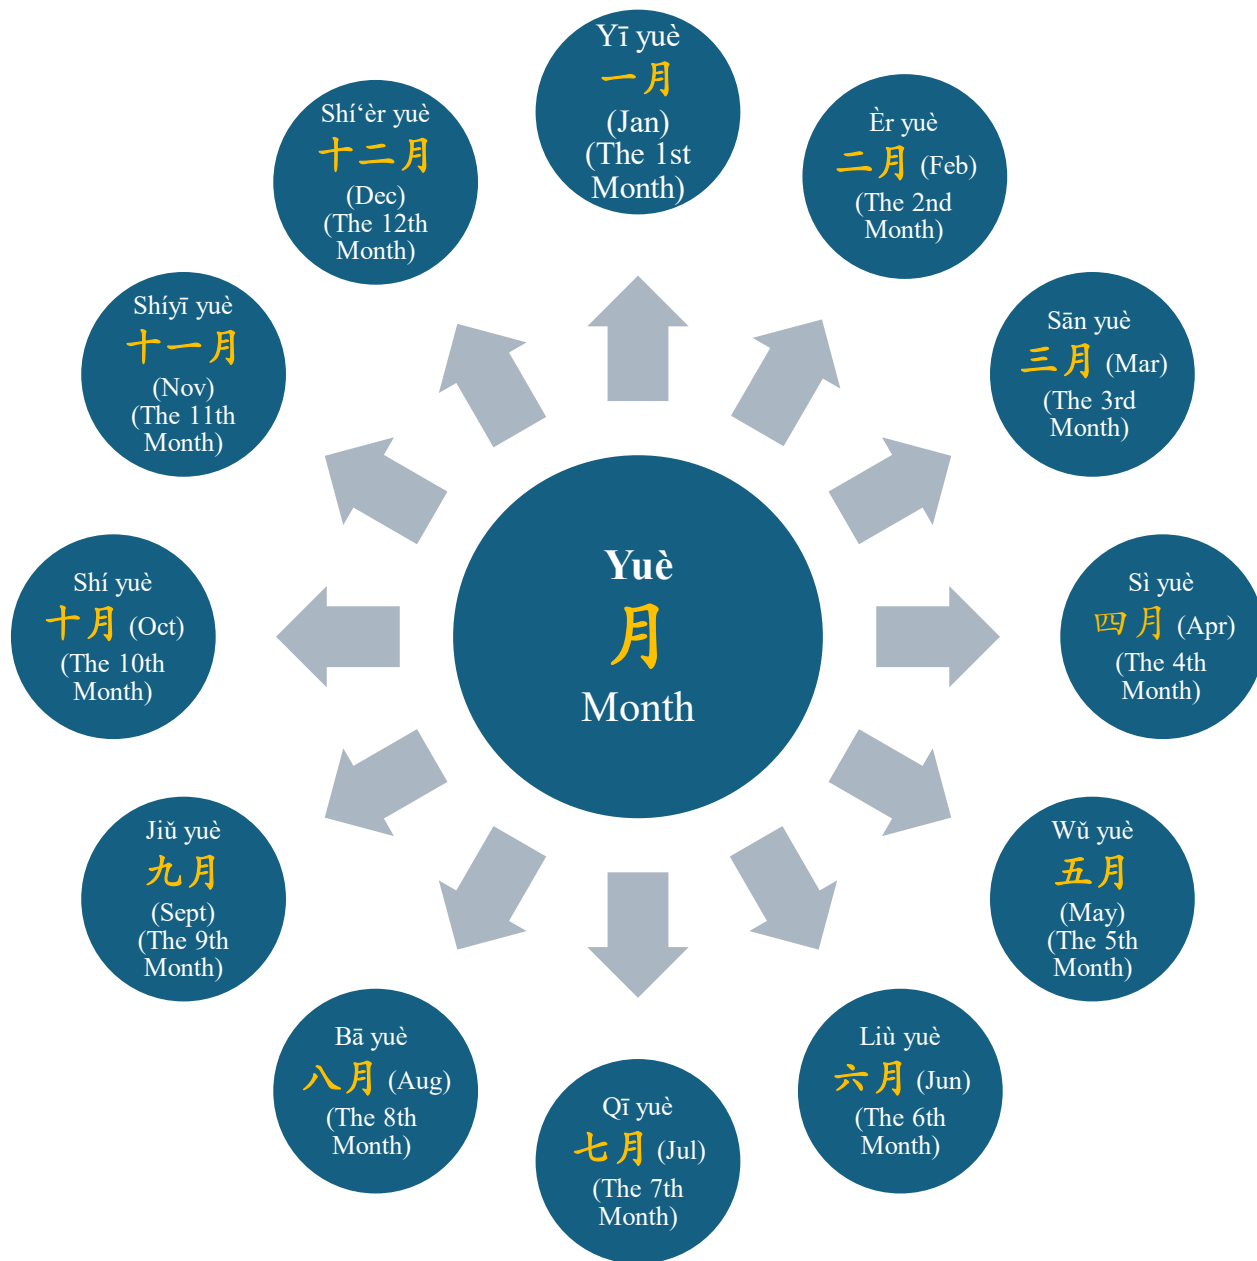 Yuè
月
Month
Yī yuè
一月
(Jan)
(The 1st
Month)
Èr yuè
二月 (Feb)
(The 2nd
Month)
Sān yuè
三月 (Mar)
(The 3rd
Month)
Sì yuè
四月 (Apr)
(The 4th
Month)
Wǔ yuè
五月
(May)
(The 5th
Month)
Liù yuè
六月 (Jun)
(The 6th
Month)
Qī yuè
七月 (Jul)
(The 7th
Month)
Bā yuè
八月 (Aug)
(The 8th
Month)
Jiǔ yuè
九月
(Sept)
(The 9th
Month)
Shí yuè
十月 (Oct)
(The 10th
Month)
Shíyī yuè
十一月
(Nov)
(The 11th
Month)
Shí‘èr yuè
十二月
(Dec)
(The 12th
Month)